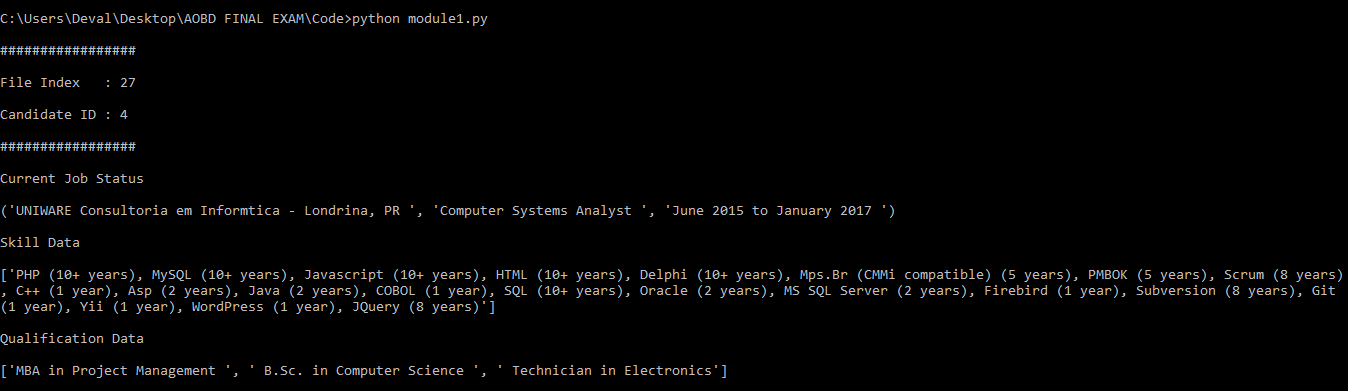 C:\Users\Deval\Desktop\AOBD FINAL EXAM\Code>python module1.py
#################
File Index   : 27
Candidate ID : 4
#################
Current Job Status
('UNIWARE Consultoria em Informtica - Londrina, PR ', 'Computer Systems Analyst ', 'June 2015 to January 2017 ')
Skill Data
['PHP (10+ years), MySQL (10+ years), Javascript (10+ years), HTML (10+ years), Delphi (10+ years), Mps.Br (CMMi compatible) (5 years), PMBOK (5 years), Scrum (8 years)
, C++ (1 year), Asp (2 years), Java (2 years), COBOL (1 year), SQL (10+ years), Oracle (2 years), MS SQL Server (2 years), Firebird (1 year), Subversion (8 years), Git
(1 year), Yii (1 year), WordPress (1 year), JQuery (8 years)']
Qualification Data
['MBA in Project Management ', ' B.Sc. in Computer Science ', ' Technician in Electronics']